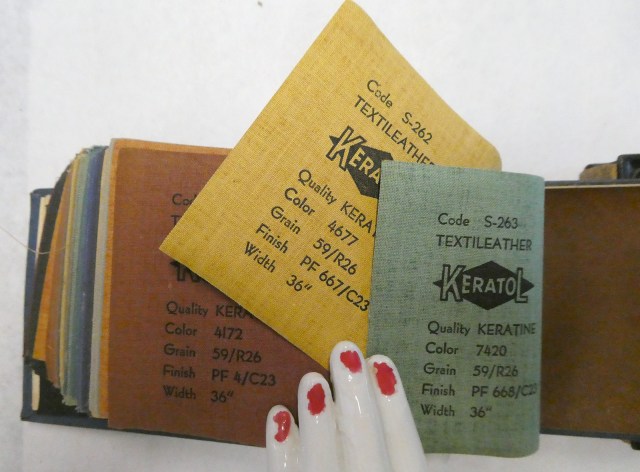 Quality KERA
Color 4172
Grain 59/R26
Finish PF 4/C23
Width 36"
Code S-262
TEXTILEATHER
KERA
Quality KERA
Color 4677
Grain 59/R26
Finish PF 667/C23
Width 36"
Code S-263
TEXTILEATHER
KERATOL
Quality KERATINE
Color 7420
Grain 59/R26
Finish PF 668/C23
Width 36"